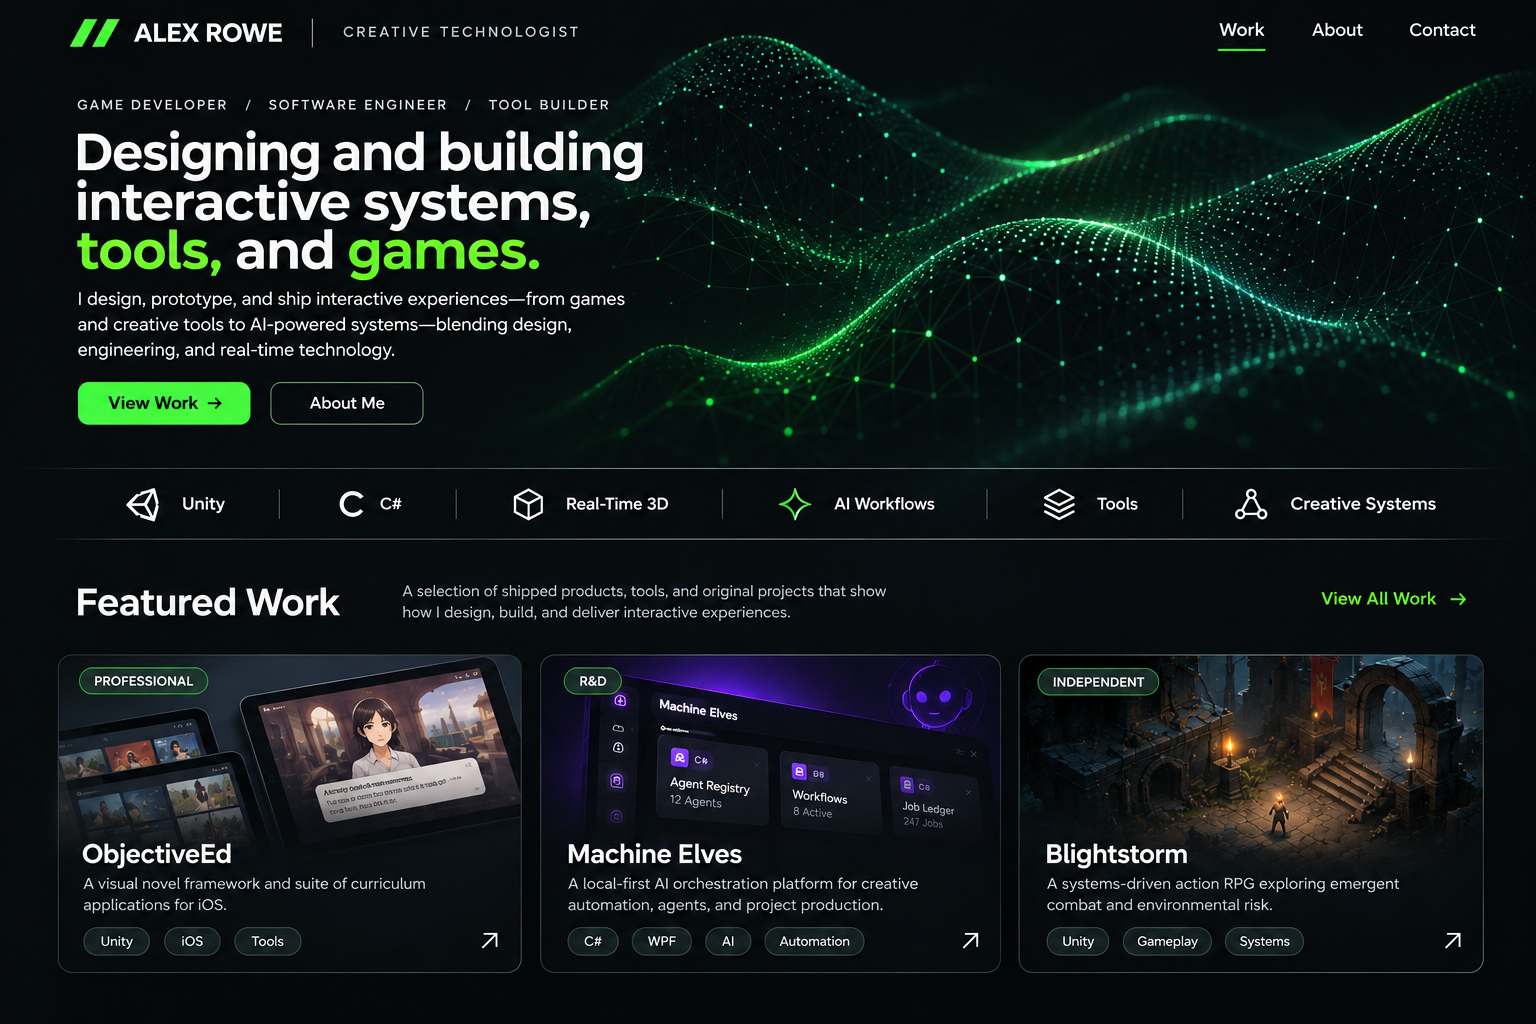 ALEX ROWE
CREATIVE TECHNOLOGIST
Work
About
Contact
GAME DEVELOPER / SOFTWARE ENGINEER / TOOL BUILDER
Designing and building
interactive systems,
tools, and games.
I design, prototype, and ship interactive experiences—from games
and creative tools to AI-powered systems—blending design,
engineering, and real-time technology.
View Work →
About Me
Unity
C C#
Real-Time 3D
AI Workflows
Tools
Creative Systems
Featured Work
A selection of shipped products, tools, and original projects that show
how I design, build, and deliver interactive experiences.
View All Work →
PROFESSIONAL
ObjectiveEd
A visual novel framework and suite of curriculum
applications for iOS.
Unity
iOS
Tools
R&D
Machine Elves
C#
Agent Registry
12 Agents
Workflows
8 Active
Job Ledger
247 Jobs
Machine Elves
A local-first AI orchestration platform for creative
automation, agents, and project production.
C#
WPF
AI
Automation
INDEPENDENT
Blightstorm
A systems-driven action RPG exploring emergent
combat and environmental risk.
Unity
Gameplay
Systems